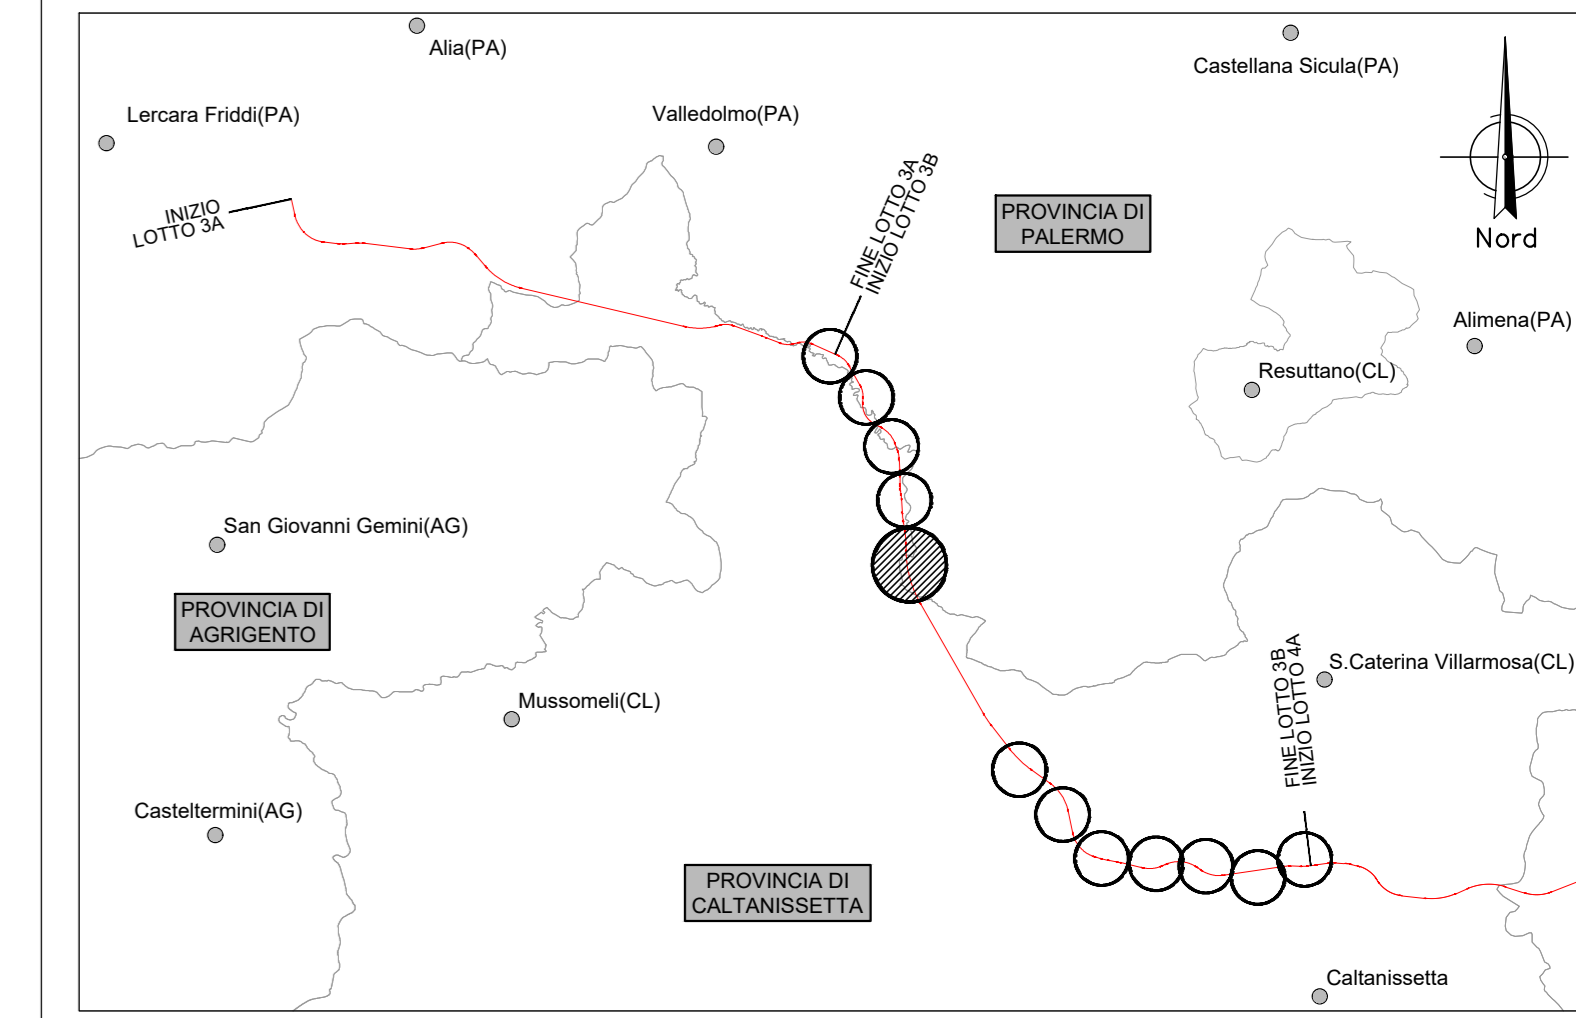 Alia(PA)
Castellana Sicula(PA)
Lercara Friddi(PA)
Valledolmo(PA)
INIZIO
LOTTO 3A
FINE LOTTO 3A
INIZIO LOTTO 3B
PROVINCIA DI
PALERMO
Nord
Alimena(PA)
Resuttano(CL)
San Giovanni Gemini(AG)
PROVINCIA DI
AGRIGENTO
Mussomeli(CL)
FINE LOTTO 3B
INIZIO LOTTO 4A
S.Caterina Villarmosa(CL)
Casteltermini(AG)
PROVINCIA DI
CALTANISSETTA
Caltanissetta